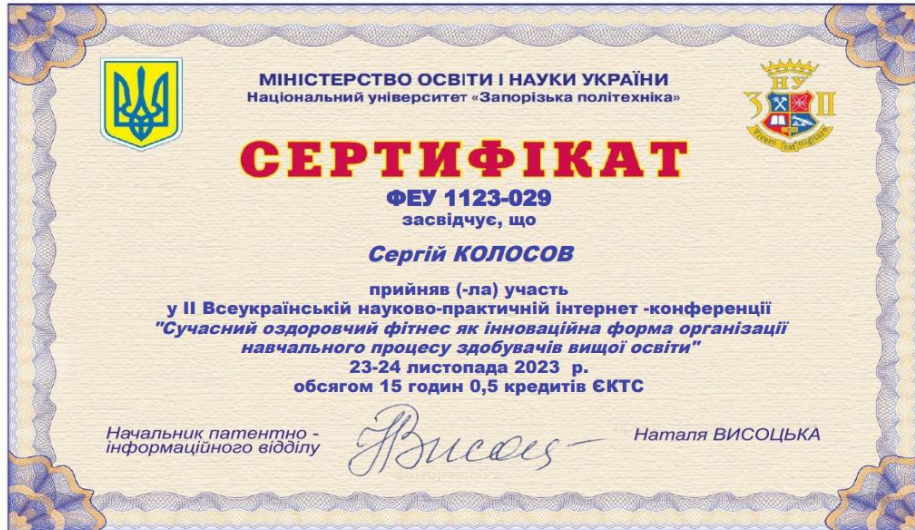 МІНІСТЕРСТВО ОСВІТИ І НАУКИ УКРАЇНИ
Національний університет «Запорізька політехніка»
НУ
З П
СЕРТИФІКАТ
ФЕУ 1123-029
засвідчує, що
Сергій КОЛОСОВ
прийняв (-ла) участь
у ІІ Всеукраїнській науково-практичній інтернет -конференції
"Сучасний оздоровчий фітнес як інноваційна форма організації
навчального процесу здобувачів вищої освіти"
23-24 листопада 2023 р.
обсягом 15 годин 0,5 кредитів ЄКТС
Начальник патентно -
інформаційного відділу
Наталя ВИСОЦЬКА